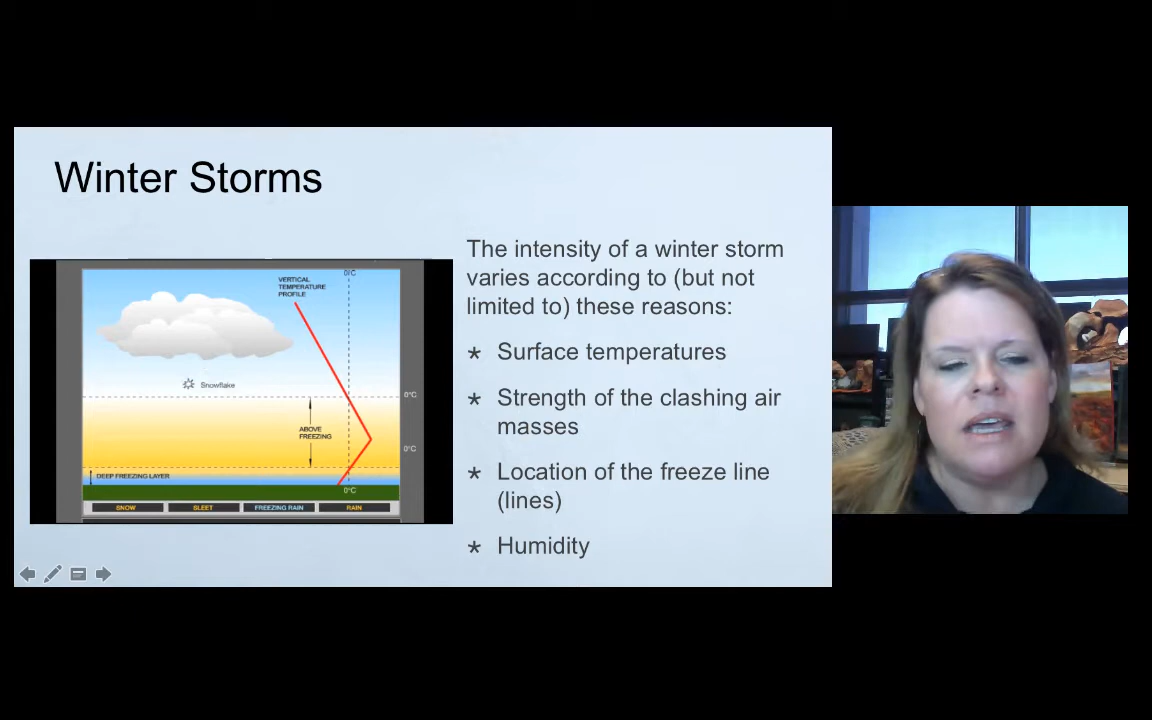 Winter Storms
The intensity of a winter storm
varies according to (but not
limited to) these reasons:
* Surface temperatures
* Strength of the clashing air
masses
* Location of the freeze line
(lines)
* Humidity
VERTICAL
TEMPERATURE
PROFILE
0°C
Snowflake
0°C
ABOVE
FREEZING
0°C
DEEP FREEZING LAYER
0°C
SNOW SLEET FREEZING RAIN RAIN